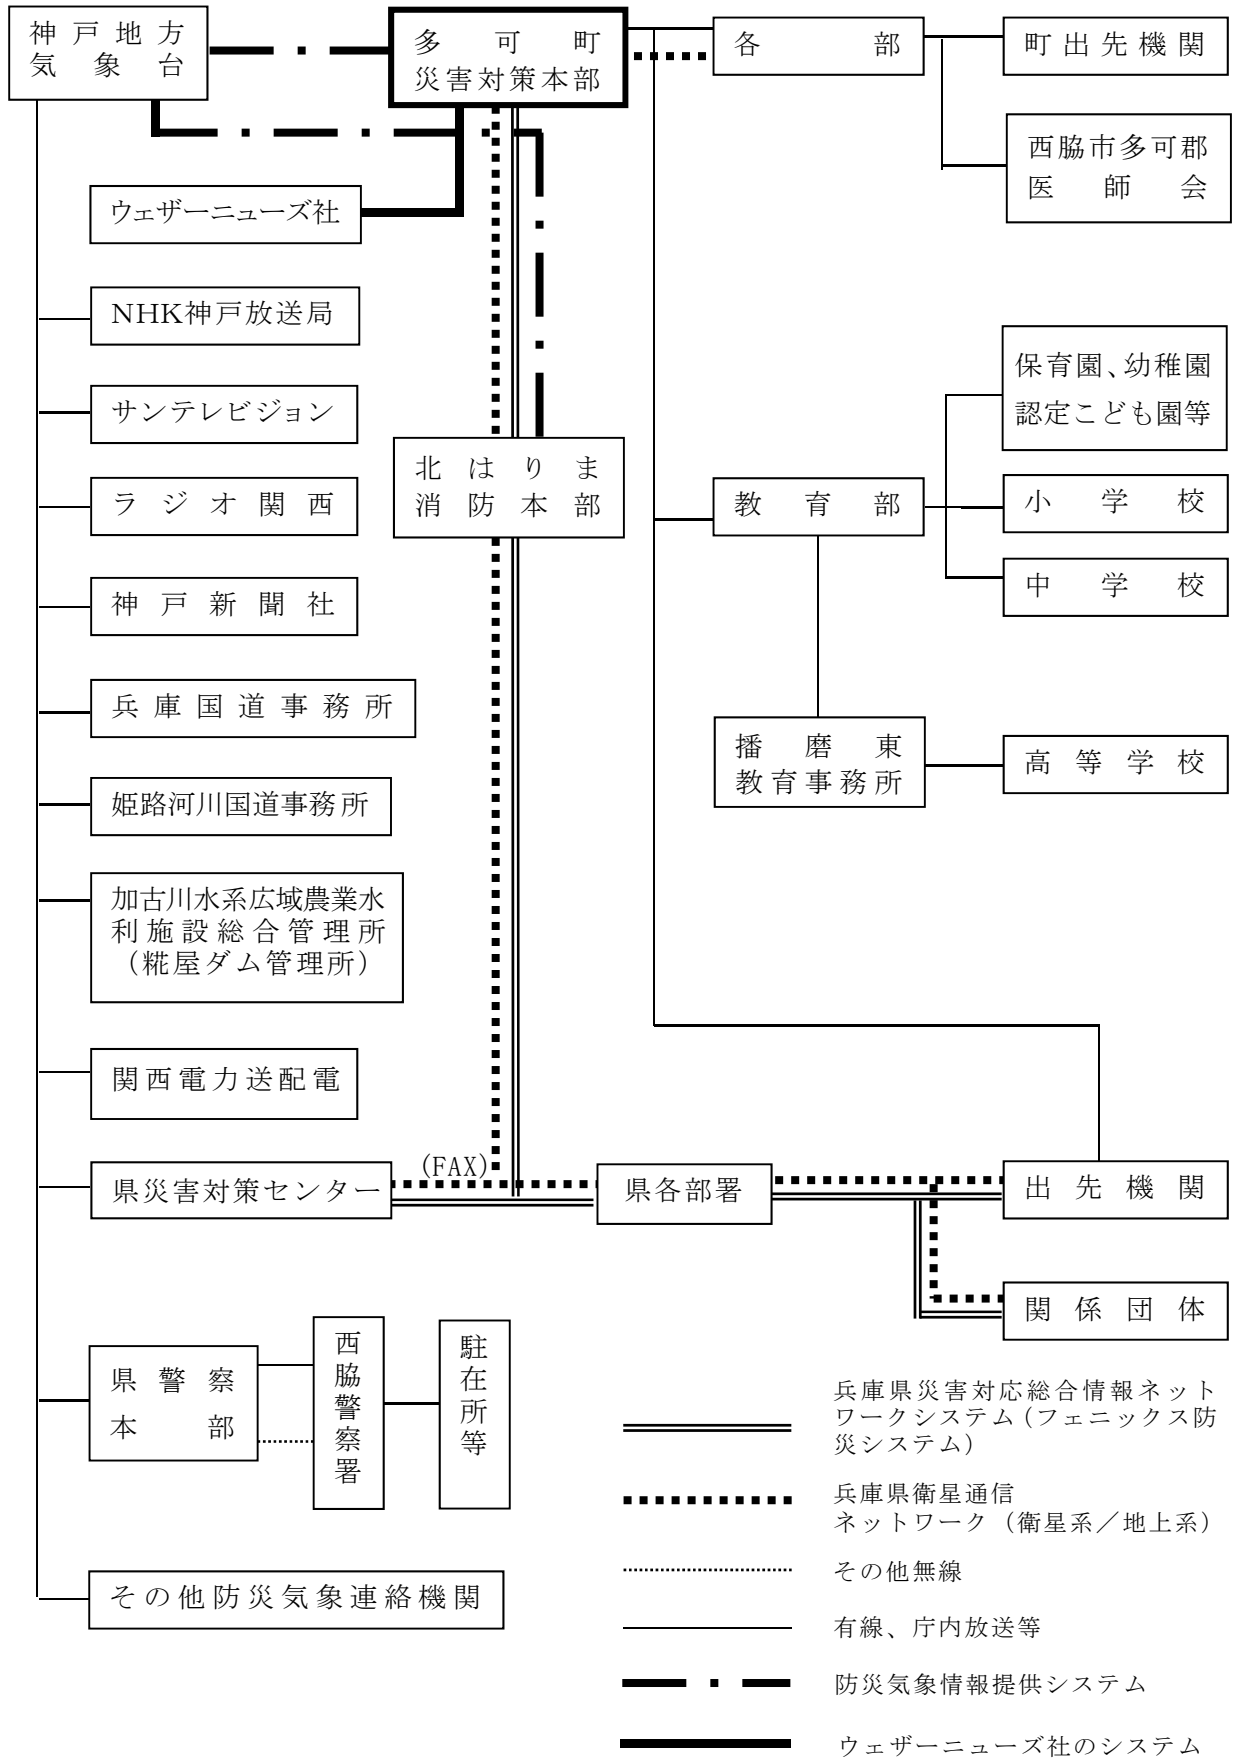 神戸地方
気象台
多可町
災害対策本部
各部
町出先機関
西脇市多可郡
医師会
ウェザーニューズ社
NHK神戸放送局
サンテレビジョン
ラジオ関西
神戸新聞社
兵庫国道事務所
姫路河川国道事務所
加古川水系広域農業水
利施設総合管理所
（糀屋ダム管理所）
関西電力送配電
北はりま
消防本部
保育園、幼稚園
認定こども園等
教育部
小学校
中学校
播磨東
教育事務所
高等学校
県災害対策センター
(FAX)
県各部署
出先機関
関係団体
県警察
本部
西脇警察署
駐在所等
その他防災気象連絡機関
兵庫県災害対応総合情報ネット
ワークシステム（フェニックス防
災システム）
兵庫県衛星通信
ネットワーク（衛星系／地上系）
その他無線
有線、庁内放送等
防災気象情報提供システム
ウェザーニューズ社のシステム